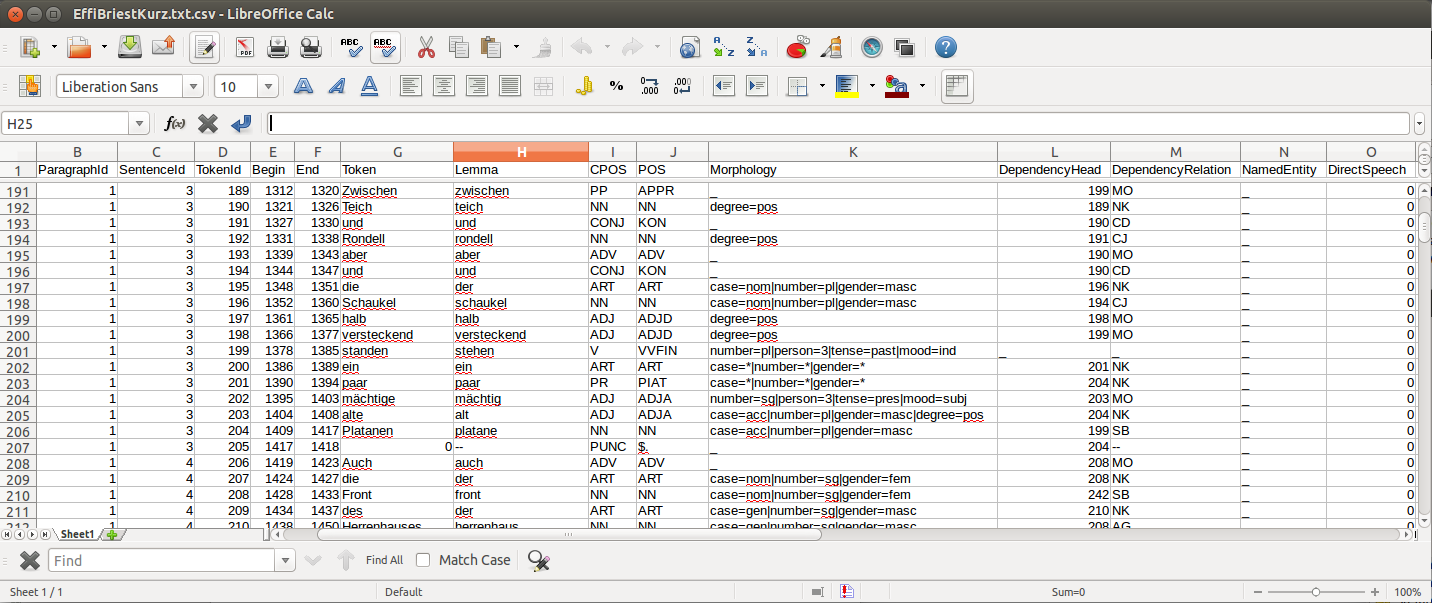 EffiBriestKurz.txt.csv - LibreOffice Calc
Liberation Sans 10
H25
B C D E F G H I J K L M N O
1 ParagraphId SentenceId TokenId Begin End Token Lemma CPOS POS Morphology DependencyHead DependencyRelation NamedEntity DirectSpeech
191 1 3 189 1312 1320 Zwischen zwischen PP APPR _ 199 MO _ 0
192 1 3 190 1321 1326 Teich teich NN NN degree=pos 189 NK _ 0
193 1 3 191 1327 1330 und und CONJ KON _ 190 CD _ 0
194 1 3 192 1331 1338 Rondell rondell NN NN degree=pos 191 CJ _ 0
195 1 3 193 1339 1343 aber aber ADV ADV _ 190 MO _ 0
196 1 3 194 1344 1347 und und CONJ KON _ 190 CD _ 0
197 1 3 195 1348 1351 die der ART ART case=nom|number=pl|gender=masc 196 NK _ 0
198 1 3 196 1352 1360 Schaukel schaukel NN NN case=nom|number=pl|gender=masc 194 CJ _ 0
199 1 3 197 1361 1365 halb halb ADJ ADJD degree=pos 198 MO _ 0
200 1 3 198 1366 1377 versteckend versteckend ADJ ADJD degree=pos 199 MO _ 0
201 1 3 199 1378 1385 standen stehen V VVFIN number=pl|person=3|tense=past|mood=ind _ _ _ 0
202 1 3 200 1386 1389 ein ein ART ART case=*|number=*|gender=* 201 NK _ 0
203 1 3 201 1390 1394 paar paar PR PIAT case=*|number=*|gender=* 204 NK _ 0
204 1 3 202 1395 1403 mächtige mächtig ADJ ADJA number=sg|person=3|tense=pres|mood=subj 203 MO _ 0
205 1 3 203 1404 1408 alte alt ADJ ADJA case=acc|number=pl|gender=masc|degree=pos 204 NK _ 0
206 1 3 204 1409 1417 Platanen platane NN NN case=acc|number=pl|gender=masc 199 SB _ 0
207 1 3 205 1417 1418 0 -- PUNC $. _ 204 -- _ 0
208 1 4 206 1419 1423 Auch auch ADV ADV _ 208 MO _ 0
209 1 4 207 1424 1427 die der ART ART case=nom|number=sg|gender=fem 208 NK _ 0
210 1 4 208 1428 1433 Front front NN NN case=nom|number=sg|gender=fem 242 SB _ 0
211 1 4 209 1434 1437 des der ART ART case=gen|number=sg|gender=masc 210 NK _ 0
212 1 4 210 1438 1450 Herrenhauses herrenhaus NN NN case=gen|number=sg|gender=masc 208 AG _ 0
Sheet1
Find Find All Match Case
Sheet 1 / 1 Default Sum=0 100%